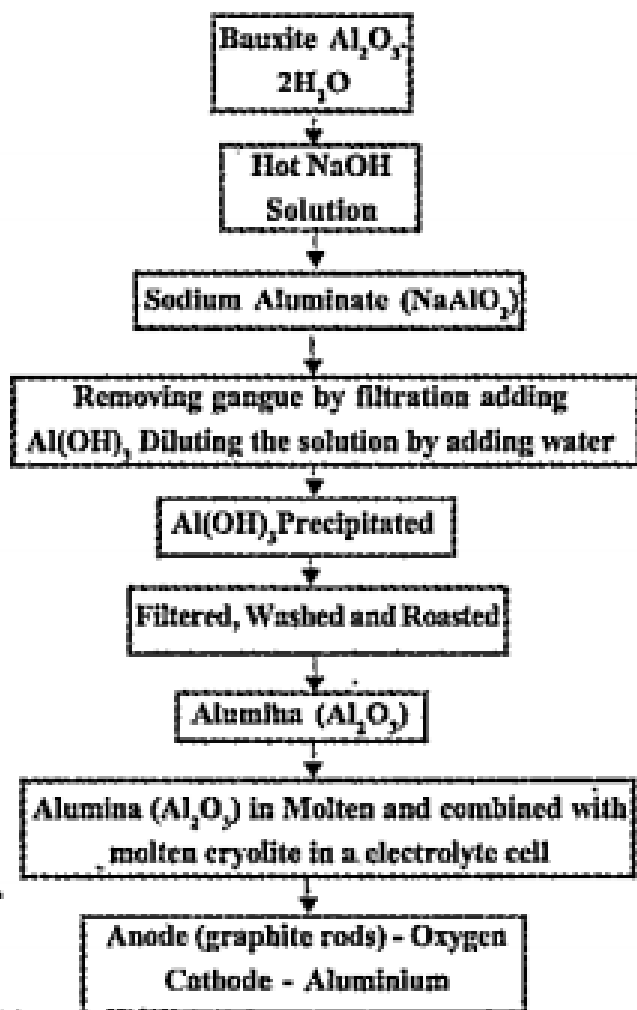 Bauxite Al₂O₃.
2H₂O
Hot NaOH
Solution
Sodium Aluminate (NaAlO₂)
Removing gangue by filtration adding
Al(OH)₃ Diluting the solution by adding water
Al(OH)₃Precipitated
Filtered, Washed and Roasted
Alumina (Al₂O₃)
Alumina (Al₂O₃) in Molten and combined with
molten cryolite in a electrolyte cell
Anode (graphite rods) - Oxygen
Cathode - Aluminium